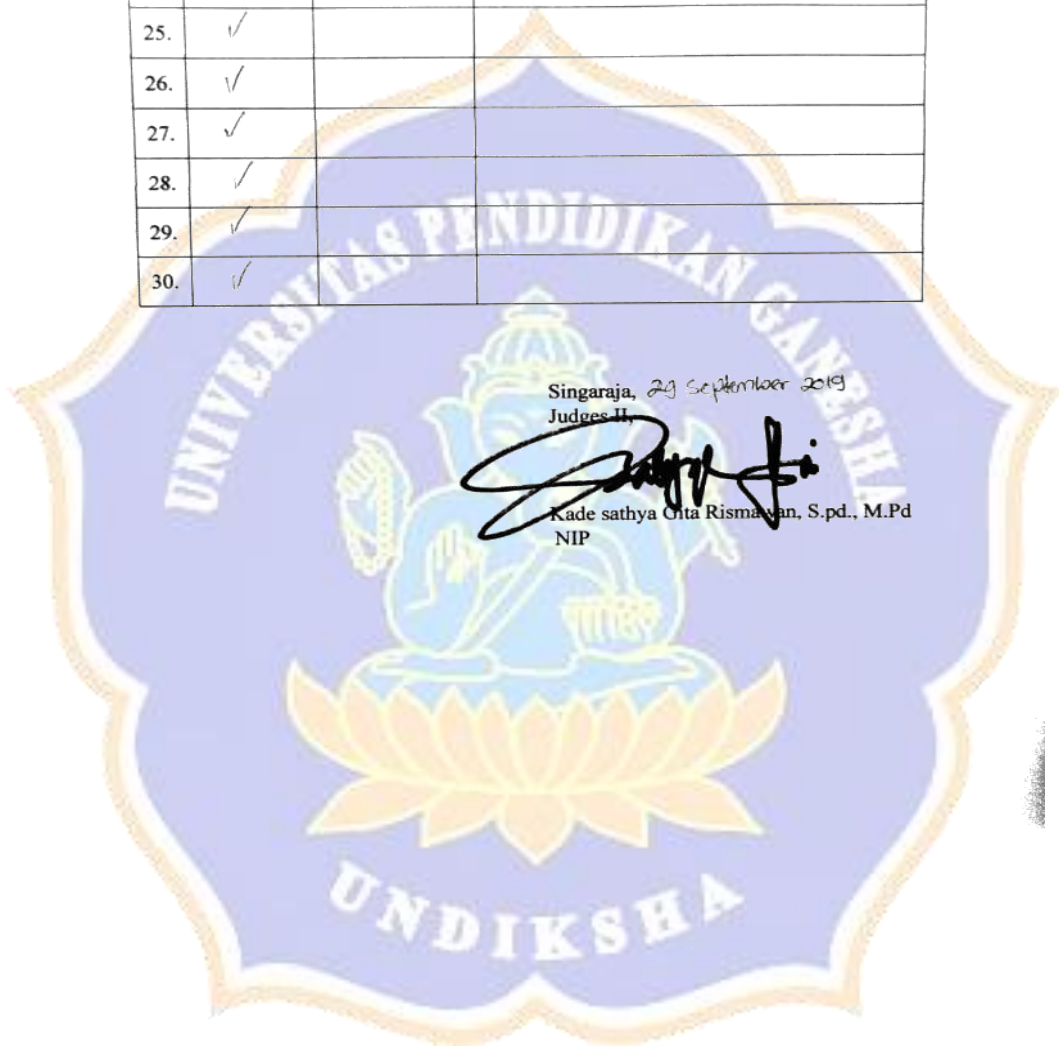 25. √
26. √
27. √
28. √
29. √
30. √
UNIVERSITAS PENDIDIKAN GANESHA
Singaraja, 29 September 2019
Judges II,
Kade sathya Gita Rismawan, S.pd., M.Pd
NIP
UNDIKSHA